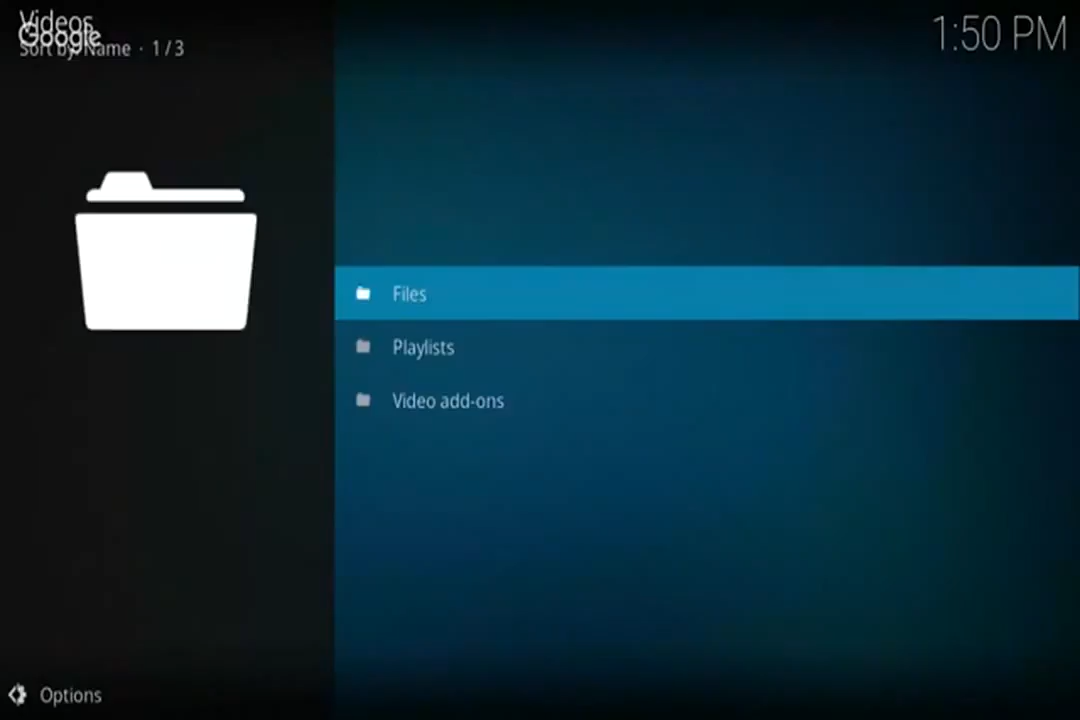 Videos
Google
Sort by: Name · 1 / 3
1:50 PM
Files
Playlists
Video add-ons
Options